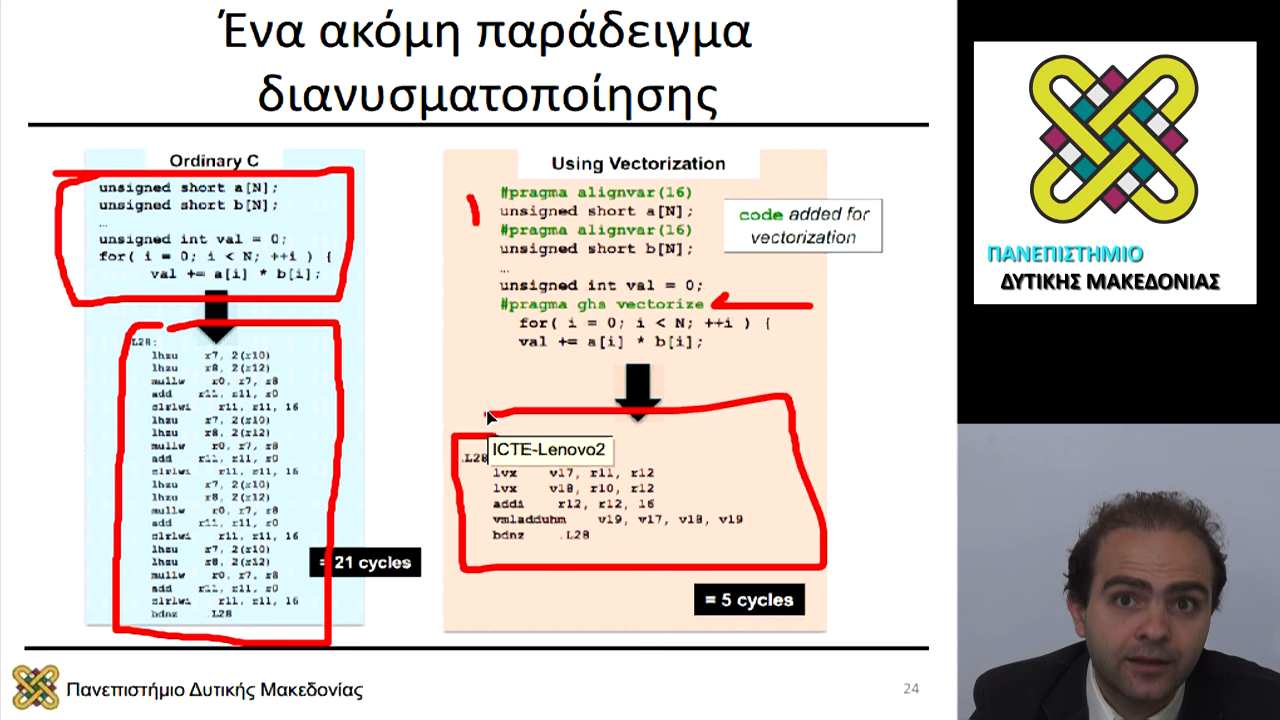 Ένα ακόμη παράδειγμα
διανυσματοποίησης
Ordinary C
unsigned short a[N];
unsigned short b[N];
…
unsigned int val = 0;
for( i = 0; i < N; ++i ) {
val += a[i] * b[i];
.L28:
lhzu r7, 2(r10)
lhzu r8, 2(r12)
mullw r0, r7, r8
add r11, r11, r0
clrlwi r11, r11, 16
lhzu r7, 2(r10)
lhzu r8, 2(r12)
mullw r0, r7, r8
add r11, r11, r0
clrlwi r11, r11, 16
lhzu r7, 2(r10)
lhzu r8, 2(r12)
mullw r0, r7, r8
add r11, r11, r0
clrlwi r11, r11, 16
lhzu r7, 2(r10)
lhzu r8, 2(r12)
mullw r0, r7, r8
add r11, r11, r0
clrlwi r11, r11, 16
bdnz .L28
= 21 cycles
Using Vectorization
#pragma alignvar(16)
unsigned short a[N];
#pragma alignvar(16)
unsigned short b[N];
…
unsigned int val = 0;
#pragma ghs vectorize
for( i = 0; i < N; ++i ) {
val += a[i] * b[i];
code added for
vectorization
.L28
ICTE-Lenovo2
lvx v17, r11, r12
lvx v18, r10, r12
addi r12, r12, 16
vmladduhm v19, v17, v18, v19
bdnz .L28
= 5 cycles
Πανεπιστήμιο Δυτικής Μακεδονίας
24
ΠΑΝΕΠΙΣΤΗΜΙΟ
ΔΥΤΙΚΗΣ ΜΑΚΕΔΟΝΙΑΣ